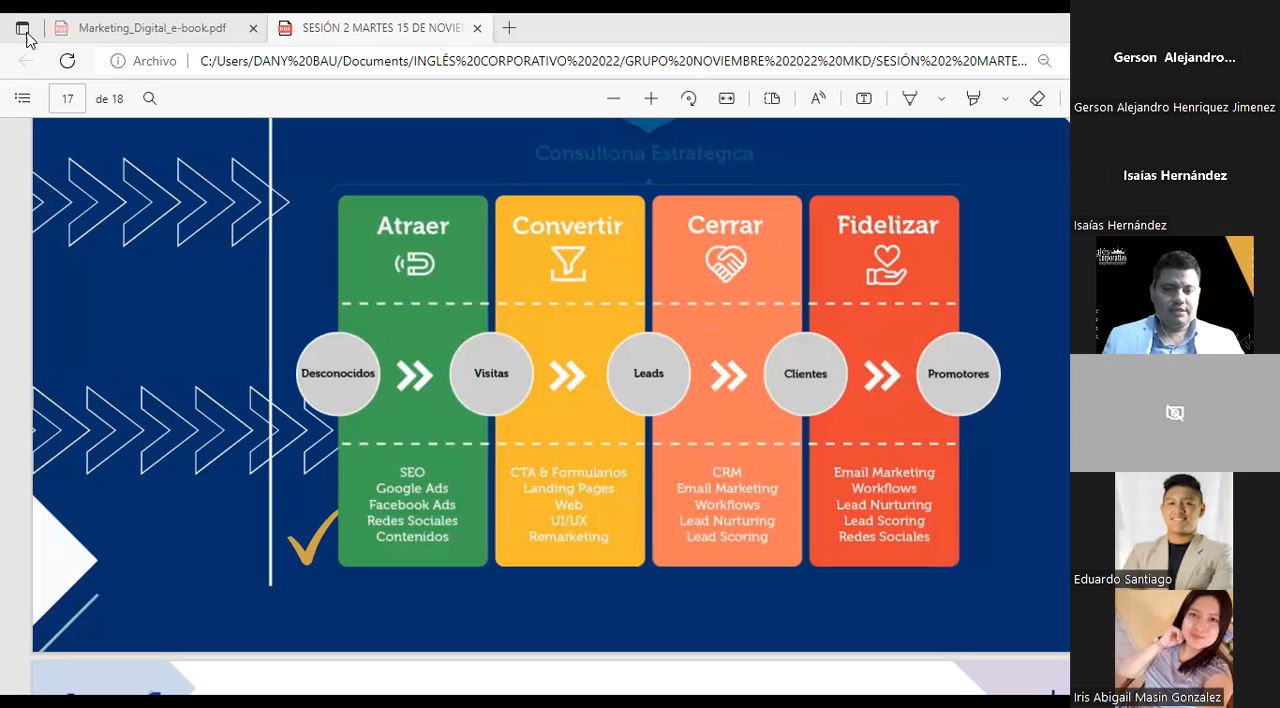 Marketing_Digital_e-book.pdf
SESIÓN 2 MARTES 15 DE NOVIE
Archivo
C:/Users/DANY%20BAU/Documents/INGLÉS%20CORPORATIVO%202022/GRUPO%20NOVIEMBRE%202022%20MKD/SESIÓN%202%20MARTE...
17 de 18
Consultoria Estratégica
Atraer
Convertir
Cerrar
Fidelizar
Desconocidos
Visitas
Leads
Clientes
Promotores
SEO
Google Ads
Facebook Ads
Redes Sociales
Contenidos
CTA & Formularios
Landing Pages
Web
UI/UX
Remarketing
CRM
Email Marketing
Workflows
Lead Nurturing
Lead Scoring
Email Marketing
Workflows
Lead Nurturing
Lead Scoring
Redes Sociales
Gerson Alejandro...
Gerson Alejandro Henriquez Jimenez
Isaías Hernández
Isaías Hernández
Eduardo Santiago
Iris Abigail Masin Gonzalez